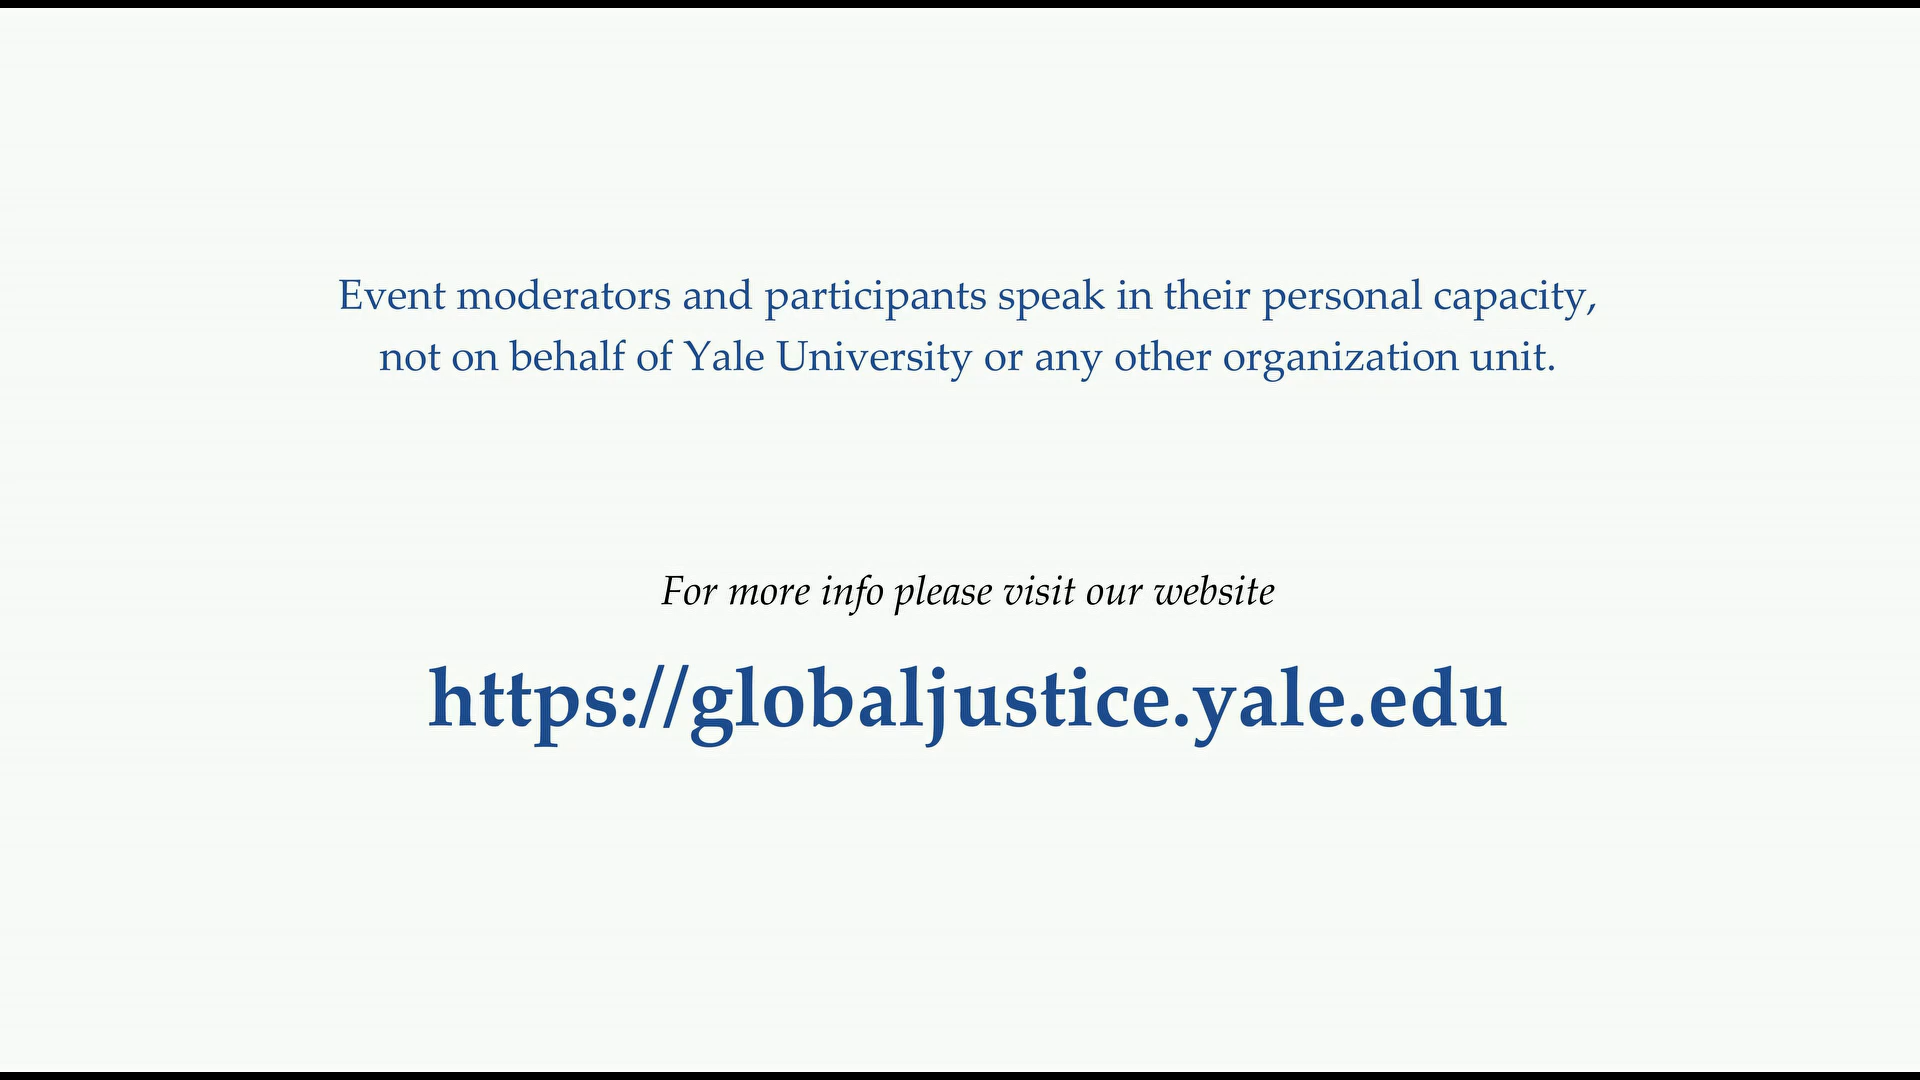 Event moderators and participants speak in their personal capacity,
not on behalf of Yale University or any other organization unit.
For more info please visit our website
https://globaljustice.yale.edu